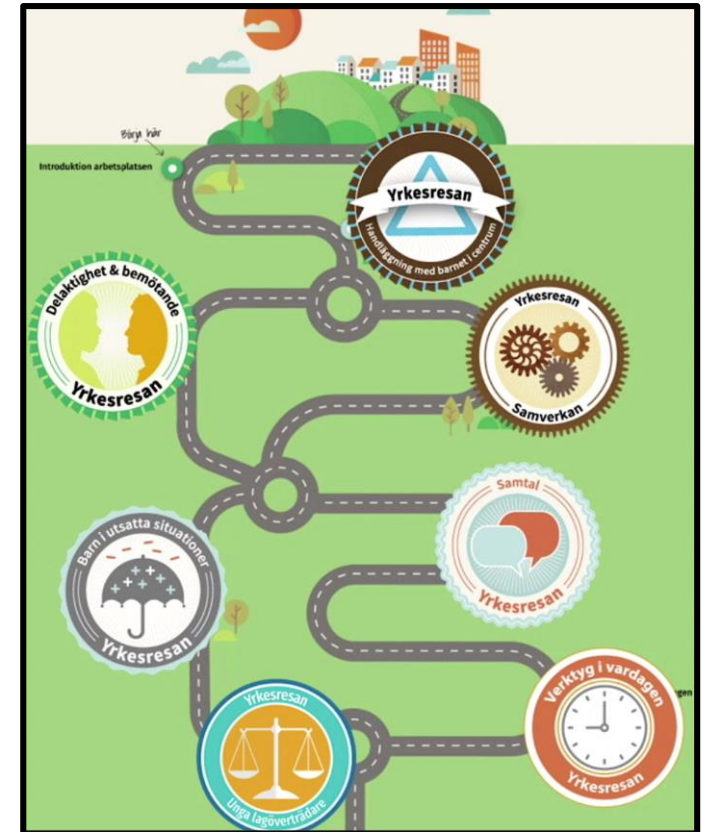 Börja här
Introduktion arbetsplatsen
Yrkesresan
Handläggning med barnet i centrum
Delaktighet & bemötande
Yrkesresan
Yrkesresan
Samverkan
Samtal
Yrkesresan
Barn i utsatta situationer
Yrkesresan
Verktyg i vardagen
Yrkesresan
Yrkesresan
Unga lagöverträdare